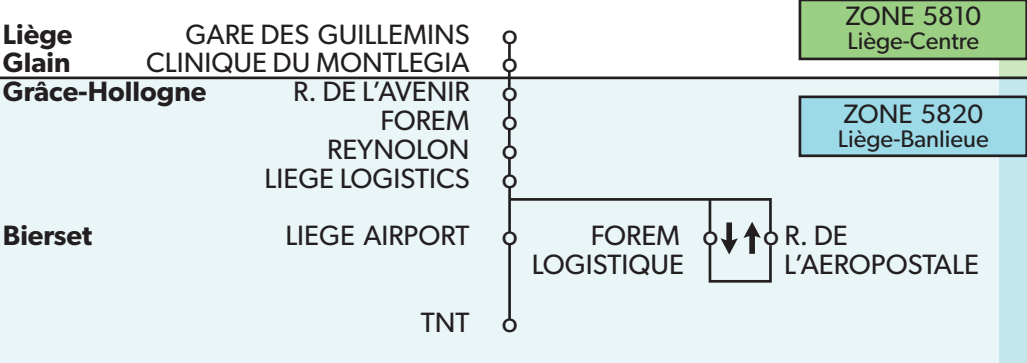 ZONE 5810
Liège-Centre
Liège GARE DES GUILLEMINS
Glain CLINIQUE DU MONTLEGIA
Grâce-Hollogne R. DE L'AVENIR
FOREM
ZONE 5820
Liège-Banlieue
REYNOLON
LIEGE LOGISTICS
Bierset LIEGE AIRPORT
FOREM
LOGISTIQUE
R. DE
L'AEROPOSTALE
TNT